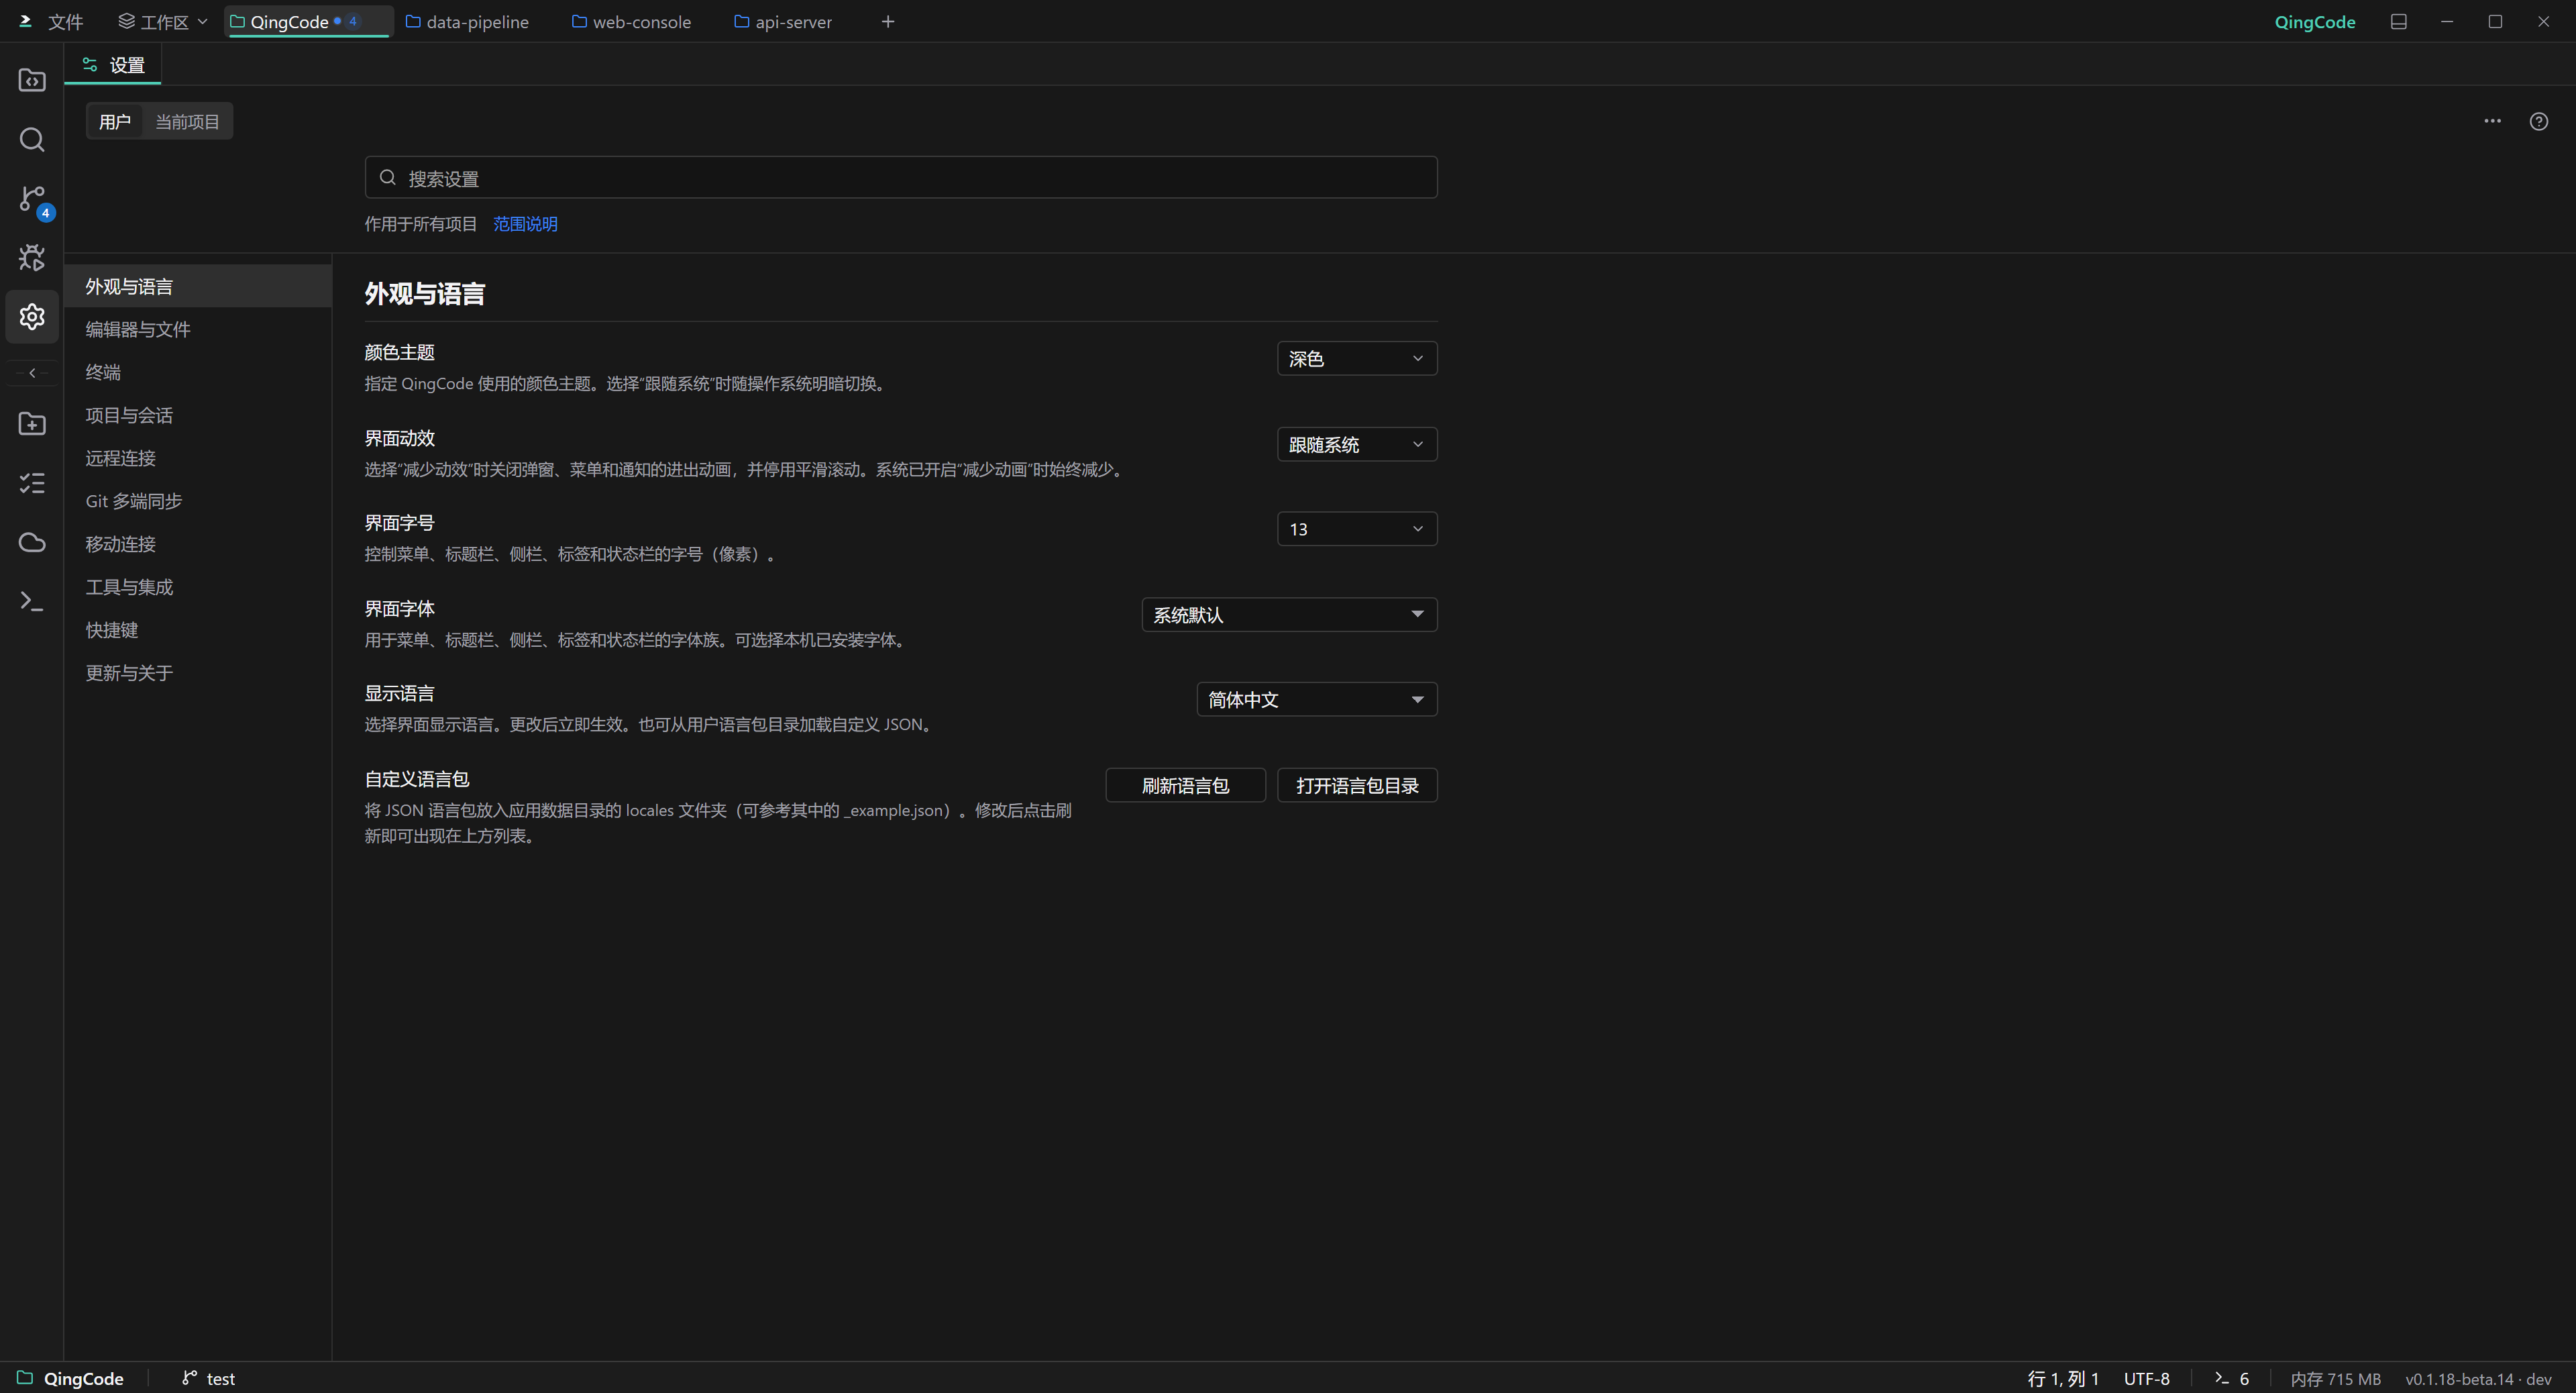 文件
工作区
QingCode 4
data-pipeline
web-console
api-server
QingCode
设置
用户
当前项目
搜索设置
作用于所有项目 范围说明
4
外观与语言
编辑器与文件
终端
项目与会话
远程连接
Git 多端同步
移动连接
工具与集成
快捷键
更新与关于
外观与语言
颜色主题
深色
指定 QingCode 使用的颜色主题。选择“跟随系统”时随操作系统明暗切换。
界面动效
跟随系统
选择“减少动效”时关闭弹窗、菜单和通知的进出动画，并停用平滑滚动。系统已开启“减少动画”时始终减少。
界面字号
13
控制菜单、标题栏、侧栏、标签和状态栏的字号（像素）。
界面字体
系统默认
用于菜单、标题栏、侧栏、标签和状态栏的字体族。可选择本机已安装字体。
显示语言
简体中文
选择界面显示语言。更改后立即生效。也可从用户语言包目录加载自定义 JSON。
自定义语言包
刷新语言包
打开语言包目录
将 JSON 语言包放入应用数据目录的 locales 文件夹（可参考其中的 _example.json）。修改后点击刷
新即可出现在上方列表。
QingCode
test
行 1, 列 1
UTF-8
6
内存 715 MB
v0.1.18-beta.14 · dev